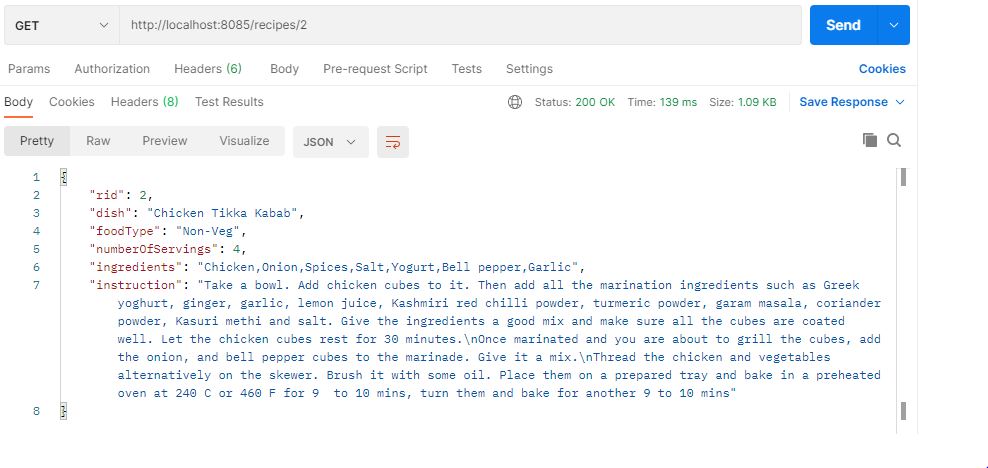 GET http://localhost:8085/recipes/2 Send
Params Authorization Headers (6) Body Pre-request Script Tests Settings Cookies
Body Cookies Headers (8) Test Results Status: 200 OK Time: 139 ms Size: 1.09 KB Save Response
Pretty Raw Preview Visualize JSON
1 {
2 "rid": 2,
3 "dish": "Chicken Tikka Kabab",
4 "foodType": "Non-Veg",
5 "numberOfServings": 4,
6 "ingredients": "Chicken,Onion,Spices,Salt,Yogurt,Bell pepper,Garlic",
7 "instruction": "Take a bowl. Add chicken cubes to it. Then add all the marination ingredients such as Greek
yoghurt, ginger, garlic, lemon juice, Kashmiri red chilli powder, turmeric powder, garam masala, coriander
powder, Kasuri methi and salt. Give the ingredients a good mix and make sure all the cubes are coated
well. Let the chicken cubes rest for 30 minutes.\nOnce marinated and you are about to grill the cubes, add
the onion, and bell pepper cubes to the marinade. Give it a mix.\nThread the chicken and vegetables
alternatively on the skewer. Brush it with some oil. Place them on a prepared tray and bake in a preheated
oven at 240 C or 460 F for 9  to 10 mins, turn them and bake for another 9 to 10 mins"
8 }
.